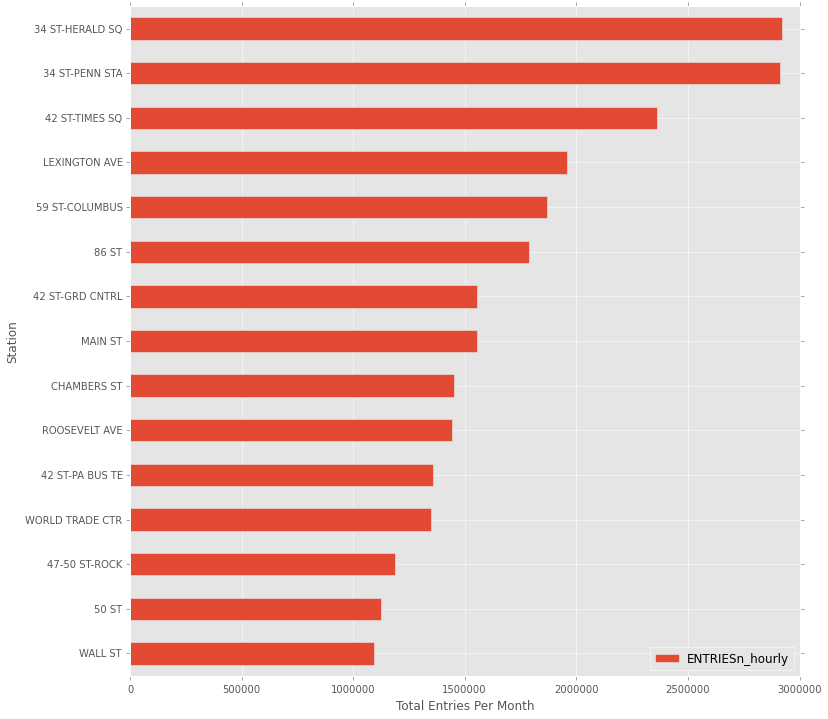 34 ST-HERALD SQ
34 ST-PENN STA
42 ST-TIMES SQ
LEXINGTON AVE
59 ST-COLUMBUS
86 ST
42 ST-GRD CNTRL
MAIN ST
CHAMBERS ST
ROOSEVELT AVE
42 ST-PA BUS TE
WORLD TRADE CTR
47-50 ST-ROCK
50 ST
WALL ST
Station
ENTRIESn_hourly
0 500000 1000000 1500000 2000000 2500000 3000000
Total Entries Per Month